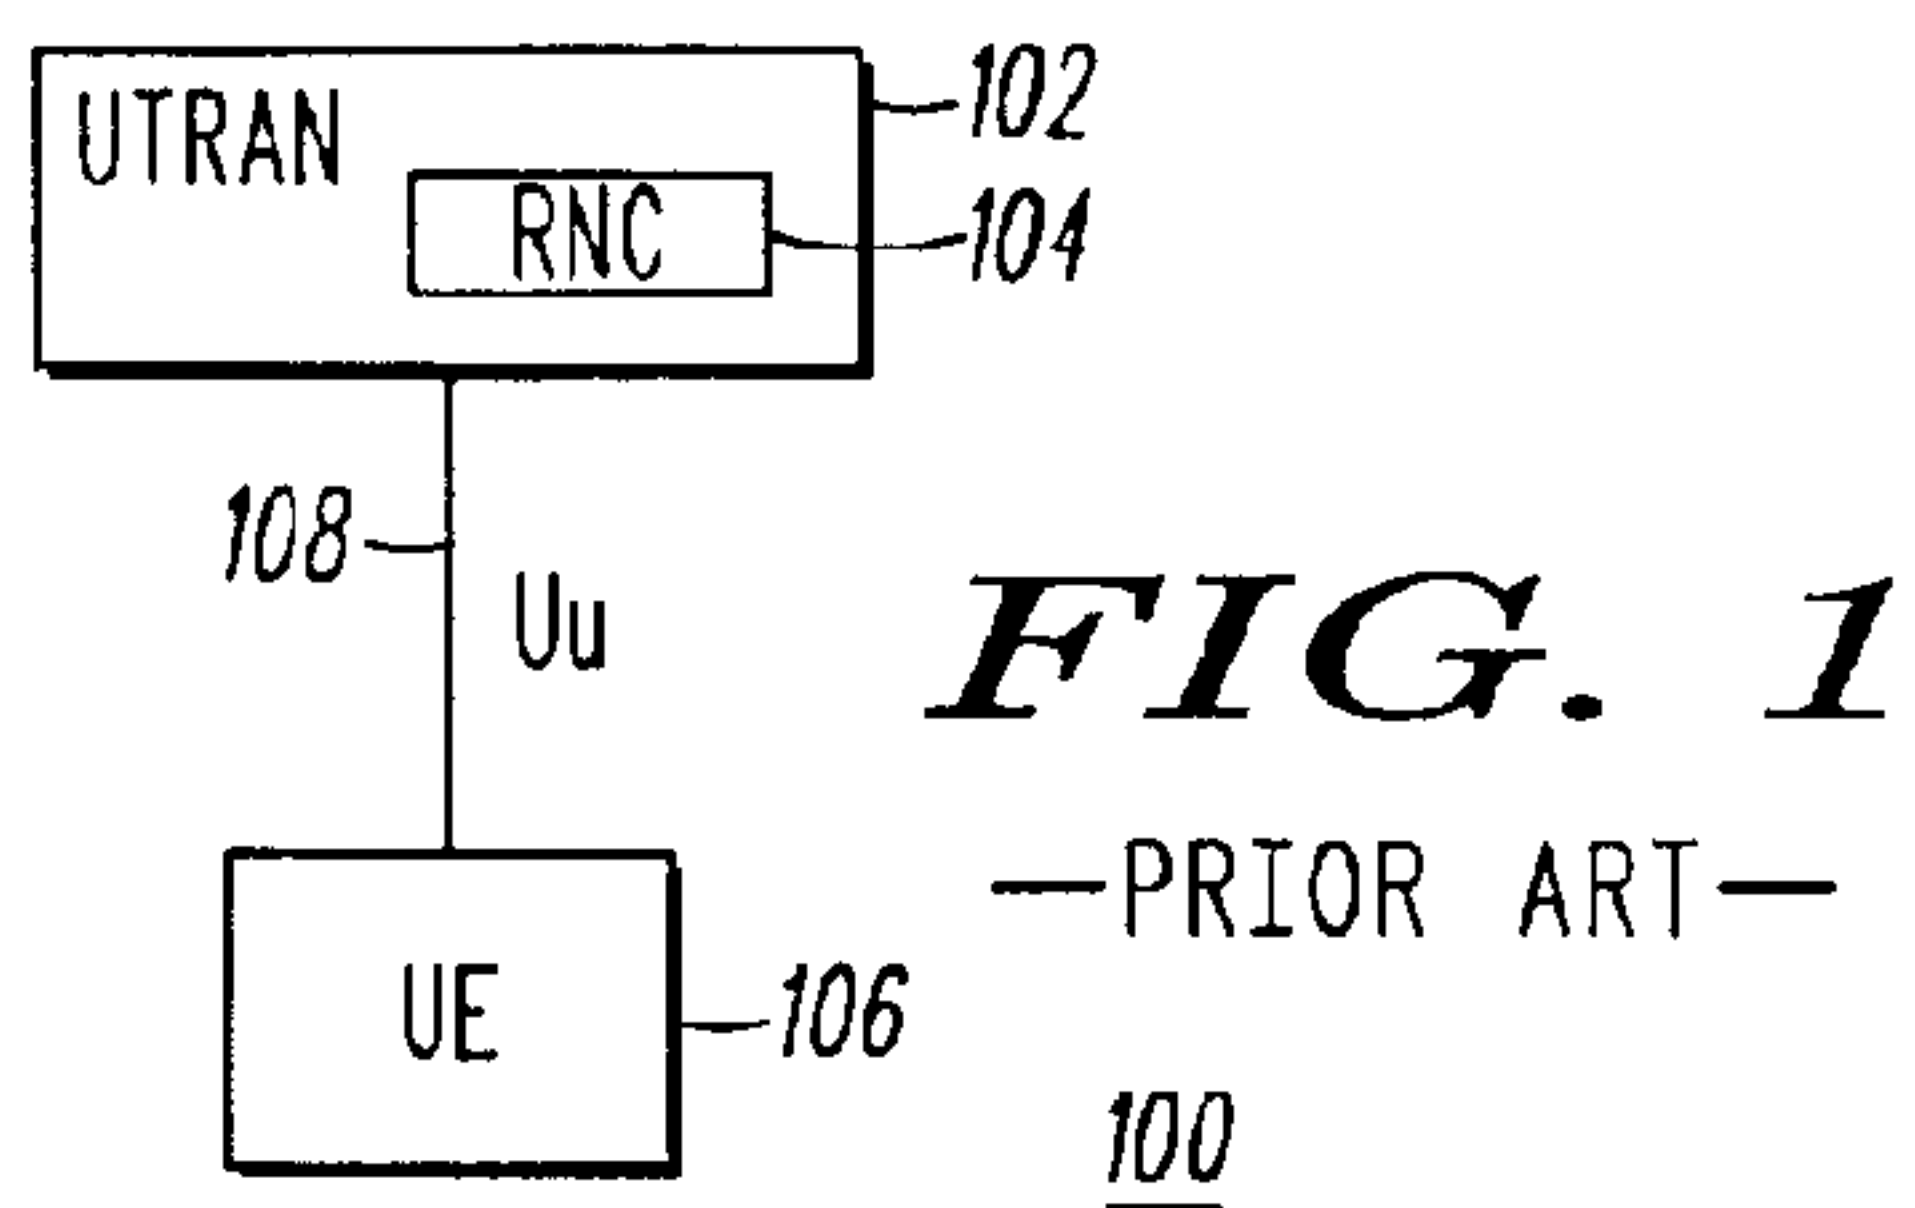 UTRAN
102
RNC
104
108
Uu
FIG. 1
—PRIOR ART—
UE
106
100